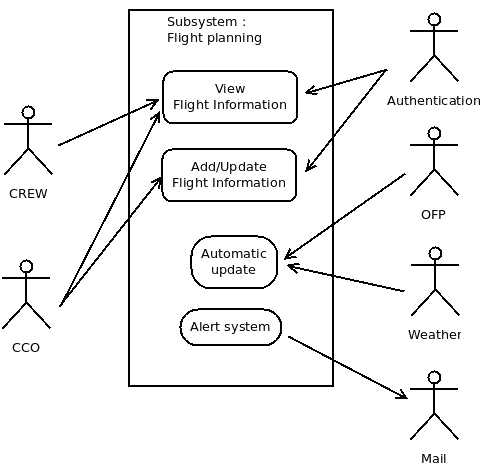 Subsystem :
Flight planning
View
Flight Information
Authentication
Add/Update
Flight Information
CREW
OFP
Automatic
update
Alert system
Weather
CCO
Mail